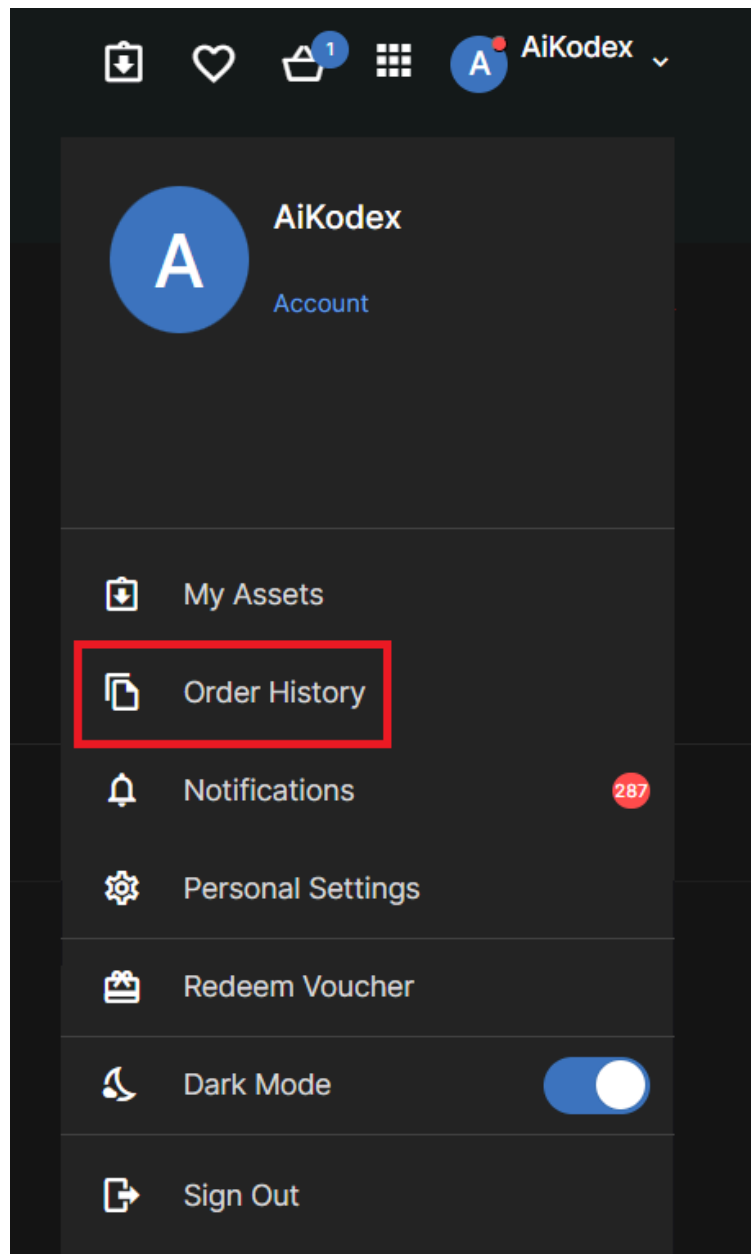 1
A
AiKodex
A
AiKodex
Account
My Assets
Order History
Notifications
287
Personal Settings
Redeem Voucher
Dark Mode
Sign Out